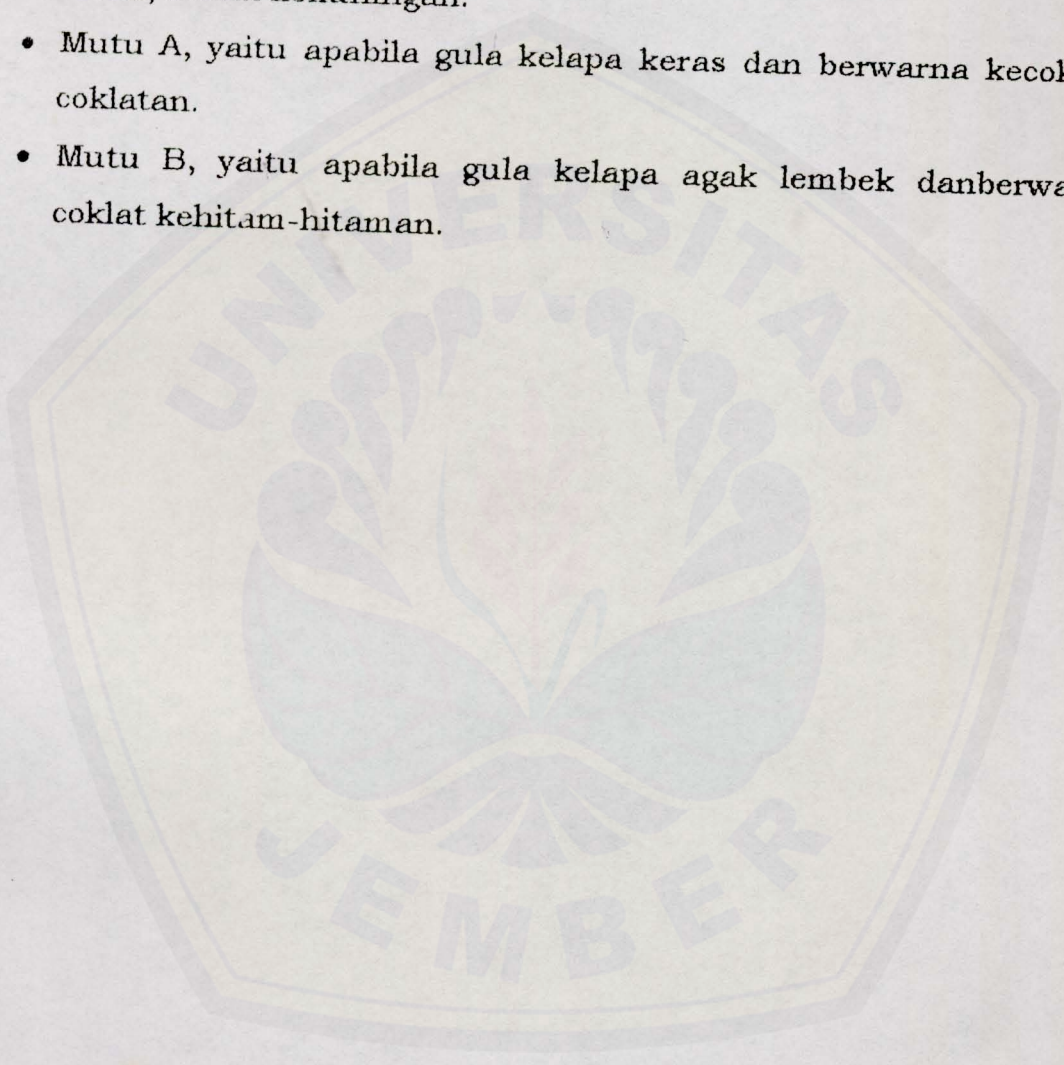 • Mutu A, yaitu apabila gula kelapa keras dan berwarna
coklatan.
• Mutu B, yaitu apabila gula kelapa agak lembek
coklat kehitam-hitaman.
UNIVERSITAS
JEMBER